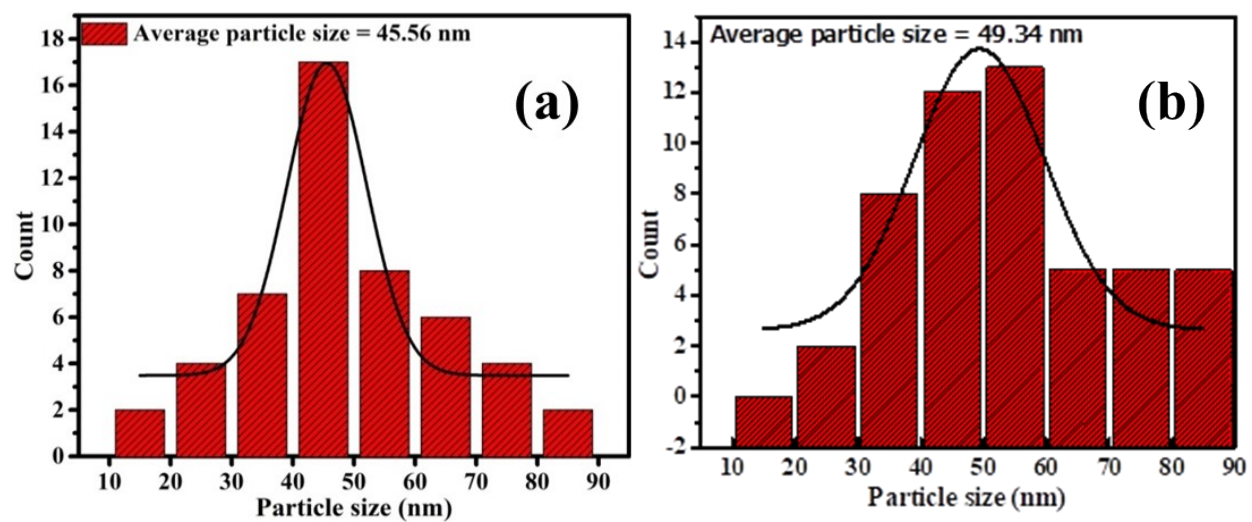 Average particle size = 45.56 nm
(a)
18
16
14
12
10
8
6
4
2
0
Count
10 20 30 40 50 60 70 80 90
Particle size (nm)
Average particle size = 49.34 nm
(b)
14
12
10
8
6
4
2
0
-2
Count
10 20 30 40 50 60 70 80 90
Particle size (nm)